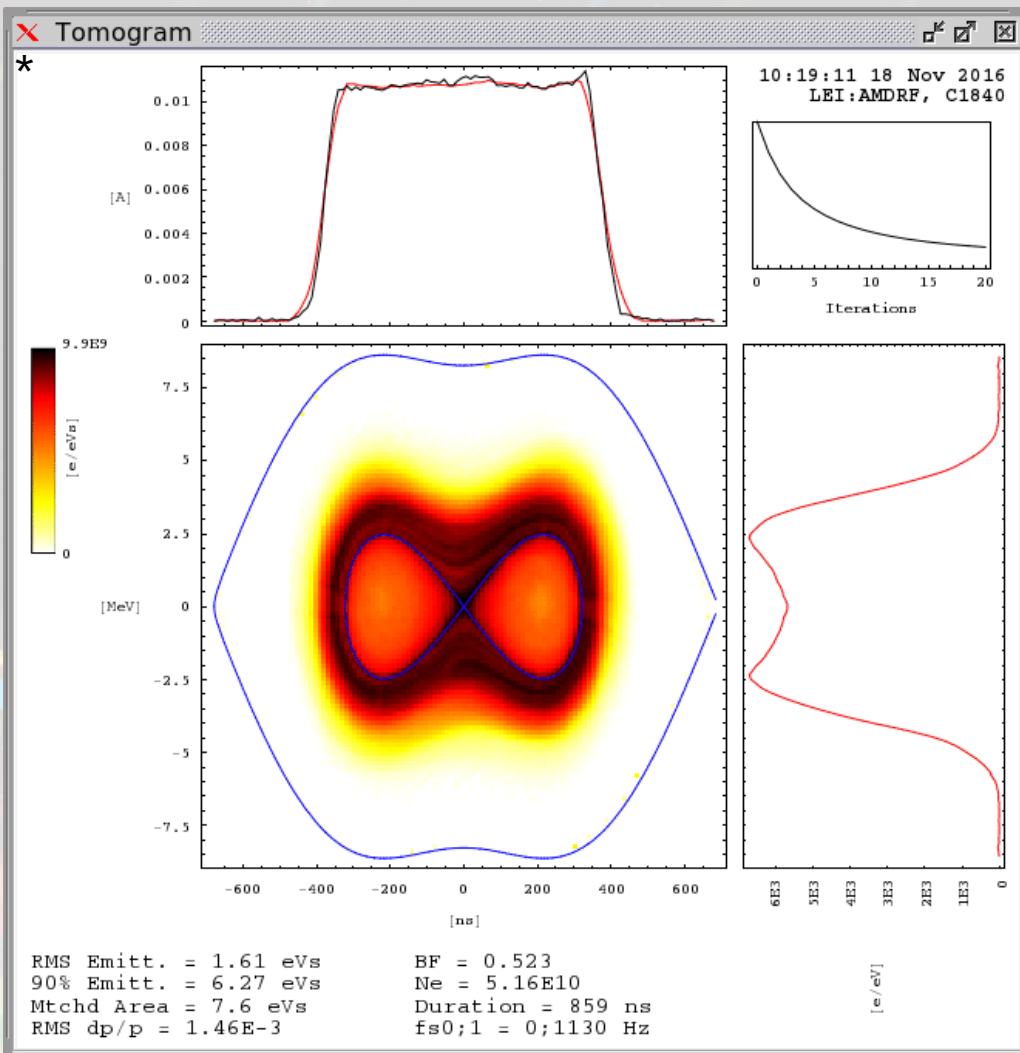 Tomogram
*
10:19:11 18 Nov 2016
LEI:AMDRF, C1840
0.01
0.008
0.006
0.004
0.002
0
[A]
0 5 10 15 20
Iterations
9.9E9
[e/eVs]
0
7.5
5
2.5
0
-2.5
-5
-7.5
[MeV]
-600 -400 -200 0 200 400 600
[ns]
6E3 5E3 4E3 3E3 2E3 1E3 0
[e/eV]
RMS Emitt. = 1.61 eVs
90% Emitt. = 6.27 eVs
Mtchd Area = 7.6 eVs
RMS dp/p = 1.46E-3
BF = 0.523
Ne = 5.16E10
Duration = 859 ns
fs0;1 = 0;1130 Hz